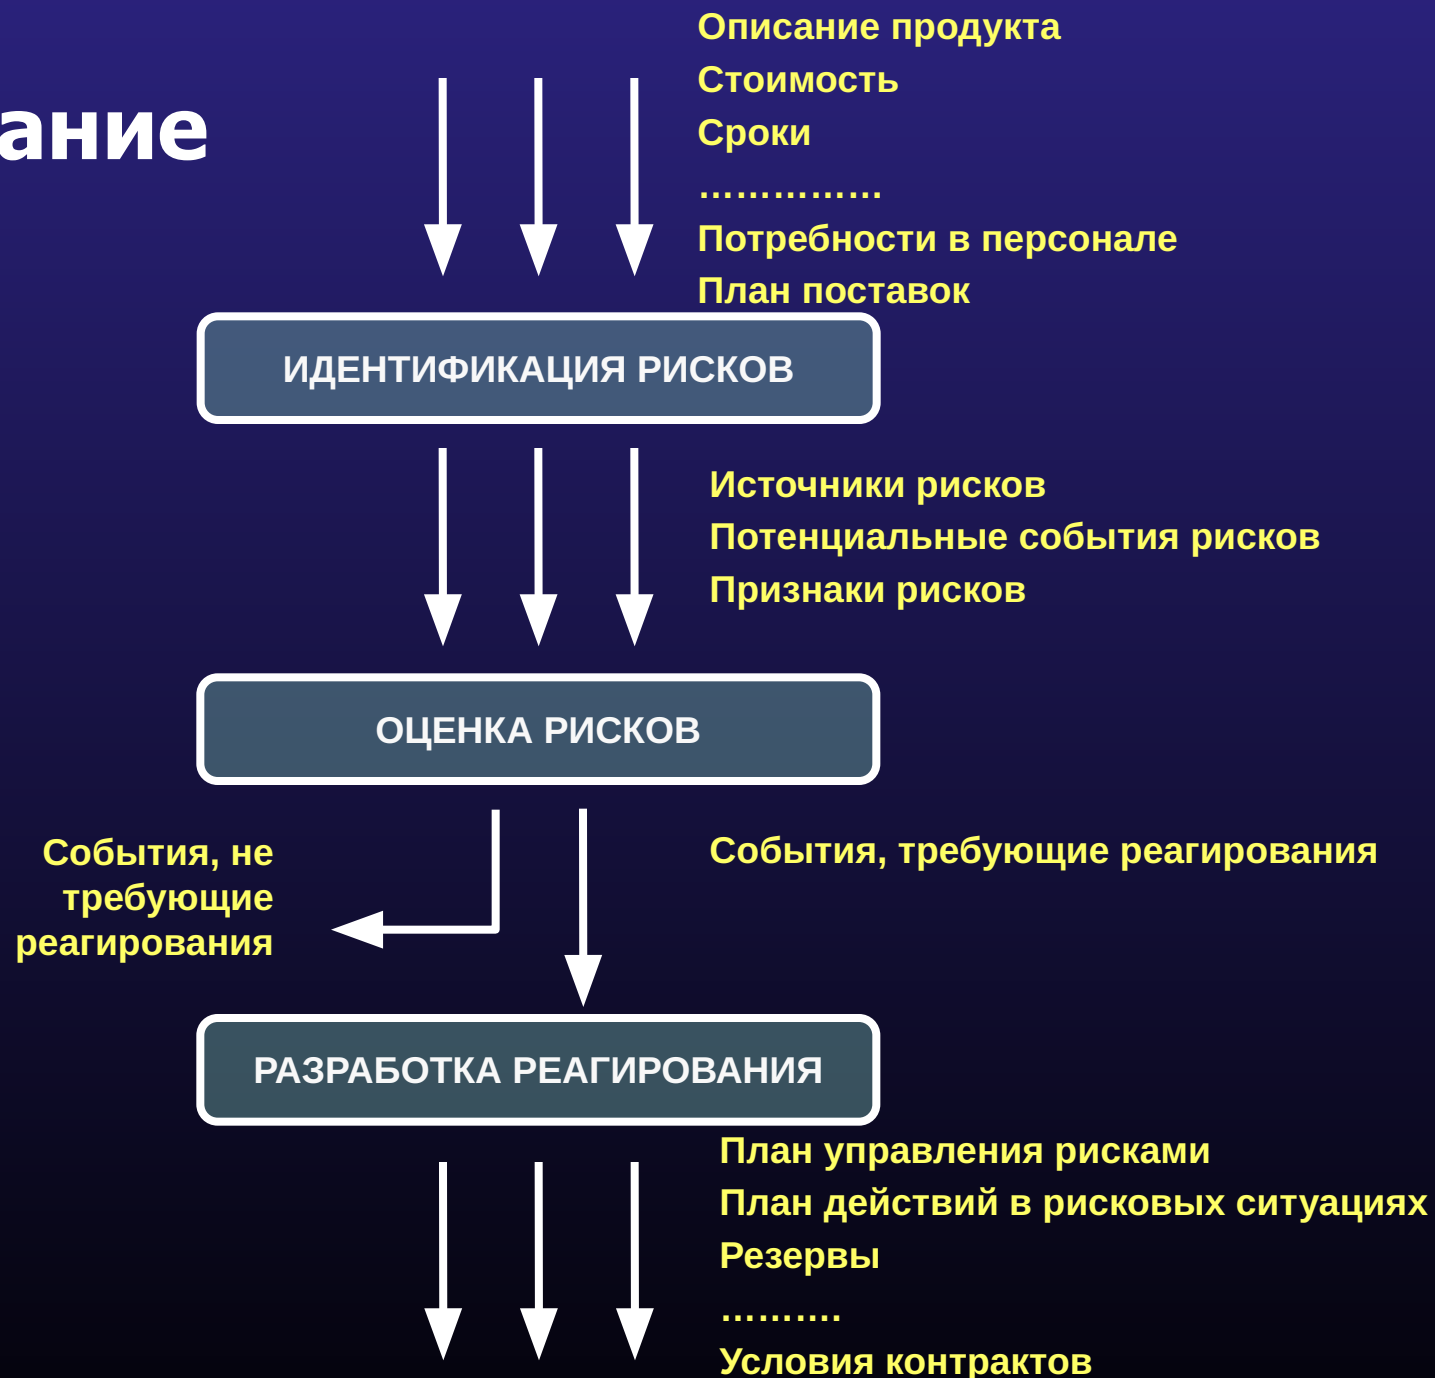 Описание продукта
Стоимость
ание
Сроки
……………
Потребности в персонале
План поставок
ИДЕНТИФИКАЦИЯ РИСКОВ
Источники рисков
Потенциальные события рисков
Признаки рисков
ОЦЕНКА РИСКОВ
События, не
требующие
реагирования
События, требующие реагирования
РАЗРАБОТКА РЕАГИРОВАНИЯ
План управления рисками
План действий в рисковых ситуациях
Резервы
……….
Условия контрактов